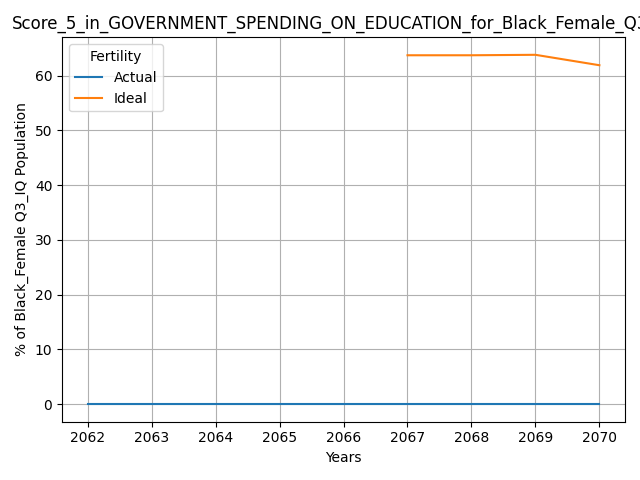 Score_5_in_GOVERNMENT_SPENDING_ON_EDUCATION_for_Black_Female_Q3
Fertility
Actual
Ideal
60
50
40
30
20
10
0
% of Black_Female Q3_IQ Population
2062 2063 2064 2065 2066 2067 2068 2069 2070
Years